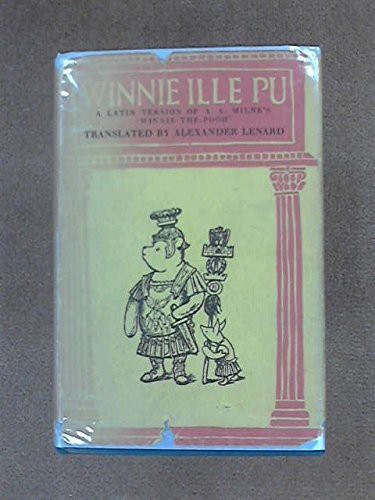 WINNIE ILLE PU
A LATIN VERSION OF A. A. MILNE'S
'WINNIE-THE-POOH'
TRANSLATED BY ALEXANDER LENARD